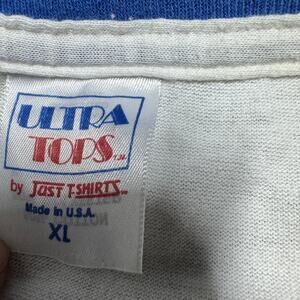 ULTRA
TOPS T.M.
by JUST T-SHIRTS
Made in U.S.A.
XL